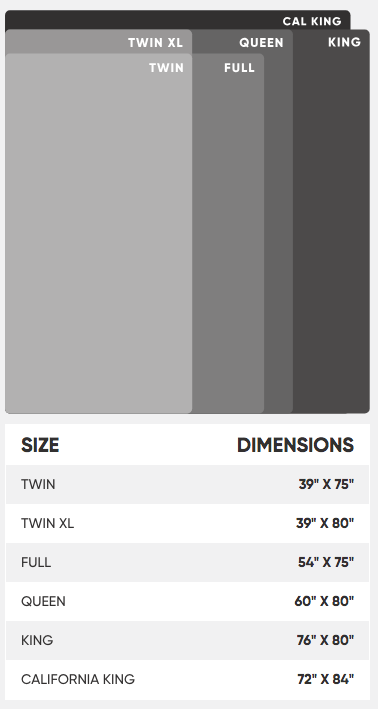 CAL KING
TWIN XL QUEEN KING
TWIN FULL
SIZE DIMENSIONS
TWIN 39" X 75"
TWIN XL 39" X 80"
FULL 54" X 75"
QUEEN 60" X 80"
KING 76" X 80"
CALIFORNIA KING 72" X 84"